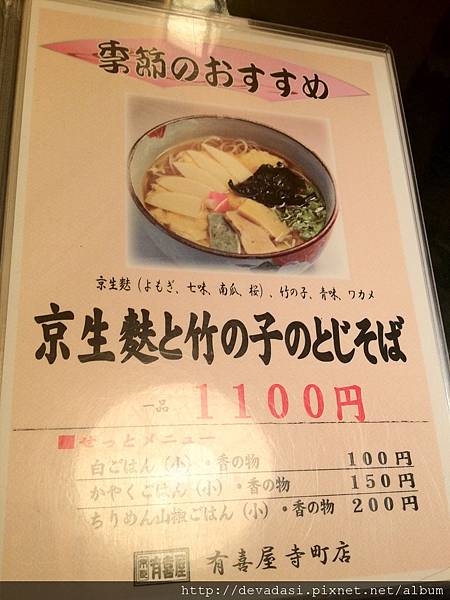 季節のおすすめ
京生麩（よもぎ、七味、南瓜、桜）、竹の子、青味、ワカメ
京生麩と竹の子のとじそば
一品 1100円
■せっとメニュー
白ごはん（小）・香の物 100円
かやくごはん（小）・香の物 150円
ちりめん山椒ごはん（小）・香の物 200円
有喜屋 有喜屋 寺町店
http://devadasi.pixnet.net/album